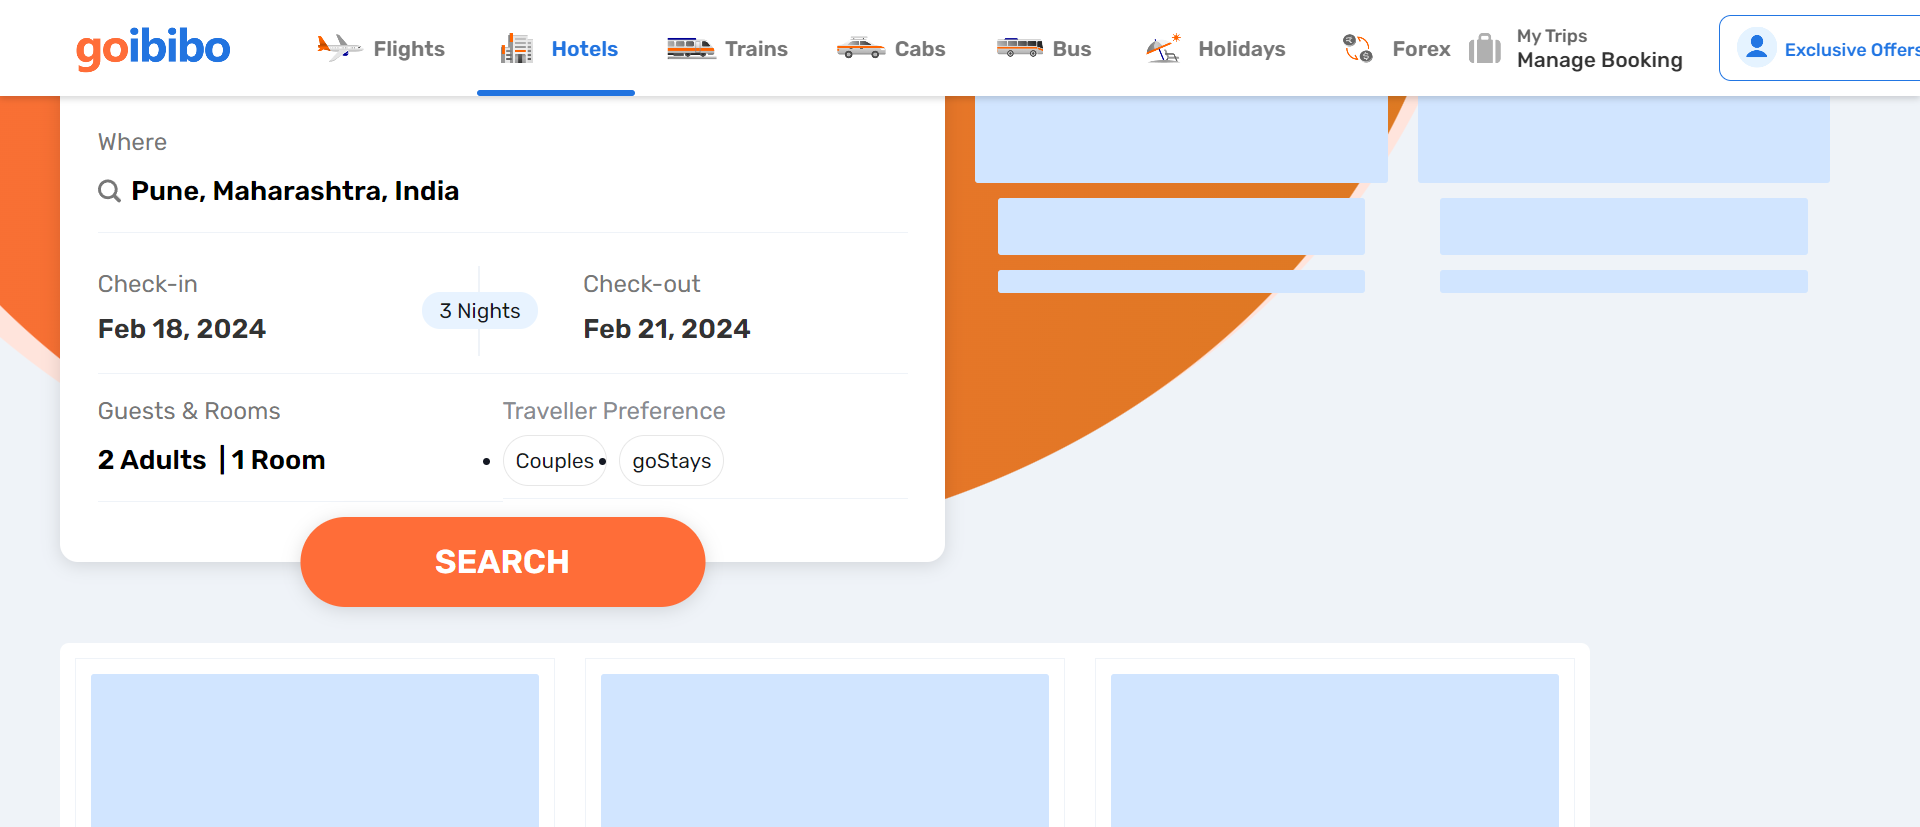 goibibo
Flights
Hotels
Trains
Cabs
Bus
Holidays
Forex
My Trips
Manage Booking
Exclusive Offers
Where
Pune, Maharashtra, India
Check-in
3 Nights
Check-out
Feb 18, 2024
Feb 21, 2024
Guests & Rooms
Traveller Preference
2 Adults | 1 Room
• Couples • goStays
SEARCH